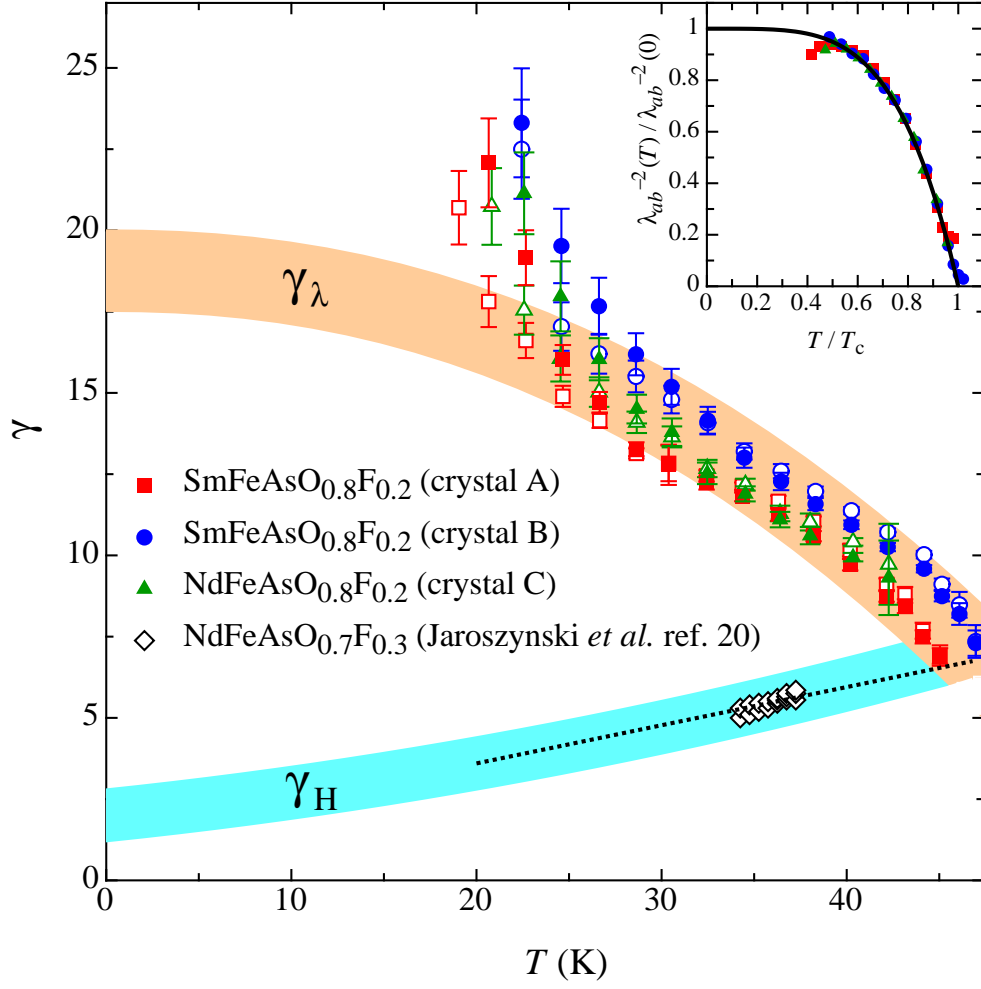 25
20
15
10
5
0
0
10
20
30
40
γ
T (K)
γλ
γH
SmFeAsO0.8F0.2 (crystal A)
SmFeAsO0.8F0.2 (crystal B)
NdFeAsO0.8F0.2 (crystal C)
NdFeAsO0.7F0.3 (Jaroszynski et al. ref. 20)
1
0.8
0.6
0.4
0.2
0
0
0.2
0.4
0.6
0.8
1
λab−2(T) / λab−2(0)
T / Tc